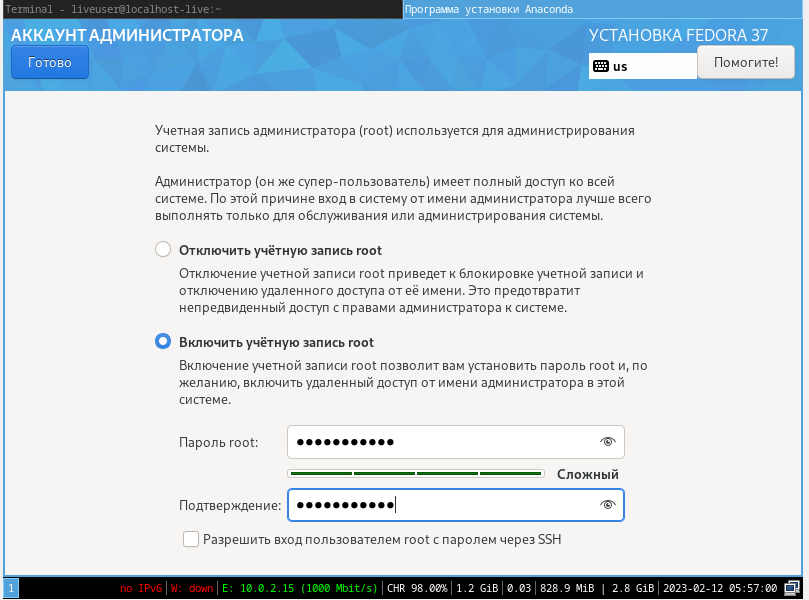 Terminal - liveuser@localhost-live:~
Программа установки Anaconda
АККАУНТ АДМИНИСТРАТОРА
УСТАНОВКА FEDORA 37
Готово
us
Помогите!
Учетная запись администратора (root) используется для администрирования
системы.
Администратор (он же супер-пользователь) имеет полный доступ ко всей
системе. По этой причине вход в систему от имени администратора лучше всего
выполнять только для обслуживания или администрирования системы.
Отключить учётную запись root
Отключение учетной записи root приведет к блокировке учетной записи и
отключению удаленного доступа от её имени. Это предотвратит
непредвиденный доступ с правами администратора к системе.
Включить учётную запись root
Включение учетной записи root позволит вам установить пароль root и, по
желанию, включить удаленный доступ от имени администратора в этой
системе.
Пароль root: ●●●●●●●●●●●
Сложный
Подтверждение: ●●●●●●●●●●●
Разрешить вход пользователем root с паролем через SSH
1 no IPv6 | W: down | E: 10.0.2.15 (1000 Mbit/s) | CHR 98.00% | 1.2 GiB | 0.03 | 828.9 MiB | 2.8 GiB | 2023-02-12 05:57:00